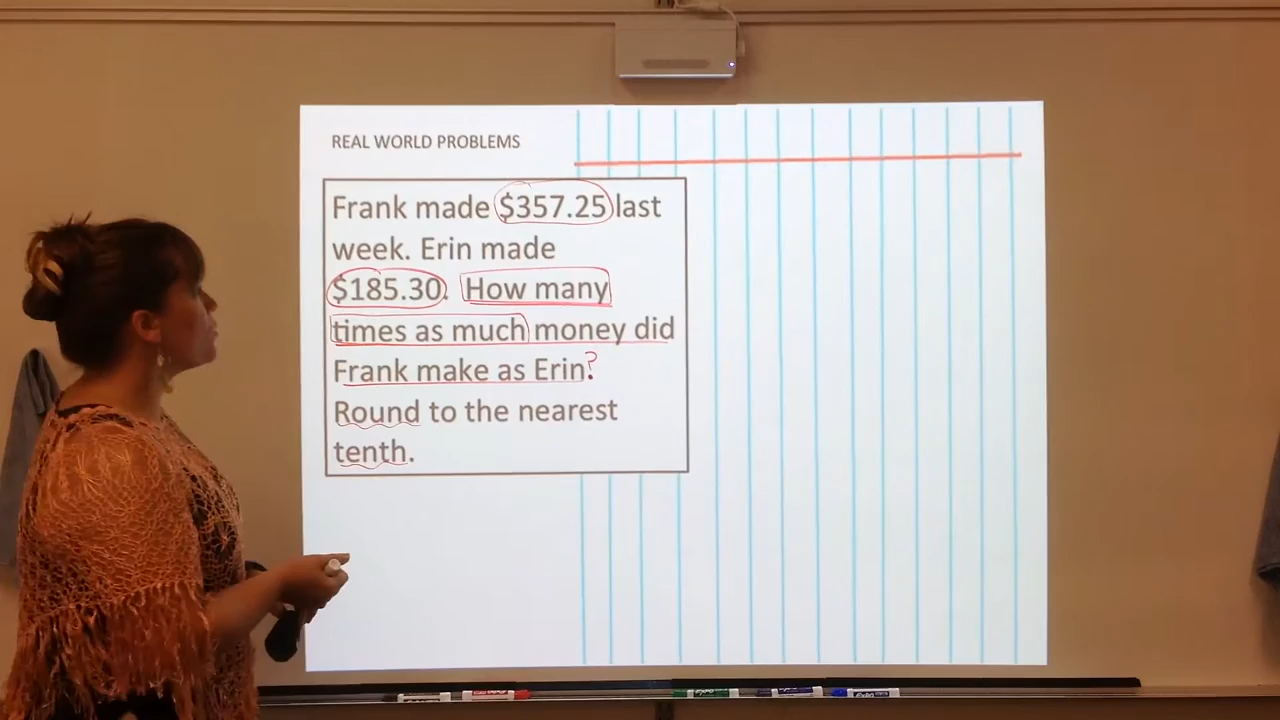 REAL WORLD PROBLEMS
Frank made $357.25 last
week. Erin made
$185.30. How many
times as much money did
Frank make as Erin?
Round to the nearest
tenth.